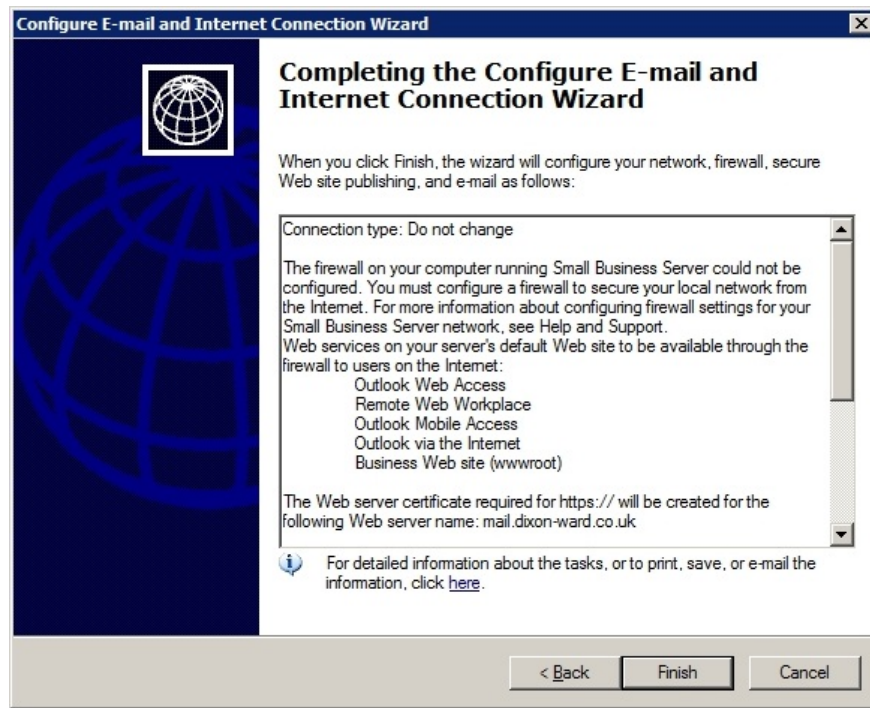 Configure E-mail and Internet Connection Wizard
Completing the Configure E-mail and
Internet Connection Wizard
When you click Finish, the wizard will configure your network, firewall, secure
Web site publishing, and e-mail as follows:
Connection type: Do not change
The firewall on your computer running Small Business Server could not be
configured. You must configure a firewall to secure your local network from
the Internet. For more information about configuring firewall settings for your
Small Business Server network, see Help and Support.
Web services on your server's default Web site to be available through the
firewall to users on the Internet:
Outlook Web Access
Remote Web Workplace
Outlook Mobile Access
Outlook via the Internet
Business Web site (wwwroot)
The Web server certificate required for https:// will be created for the
following Web server name: mail.dixon-ward.co.uk
For detailed information about the tasks, or to print, save, or e-mail the
information, click here.
< Back
Finish
Cancel